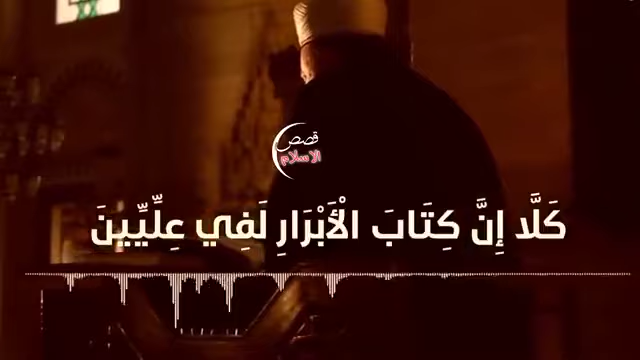 قصص
الإسلام
كَلَّا إِنَّ كِتَابَ الْأَبْرَارِ لَفِي عِلِّيِّينَ